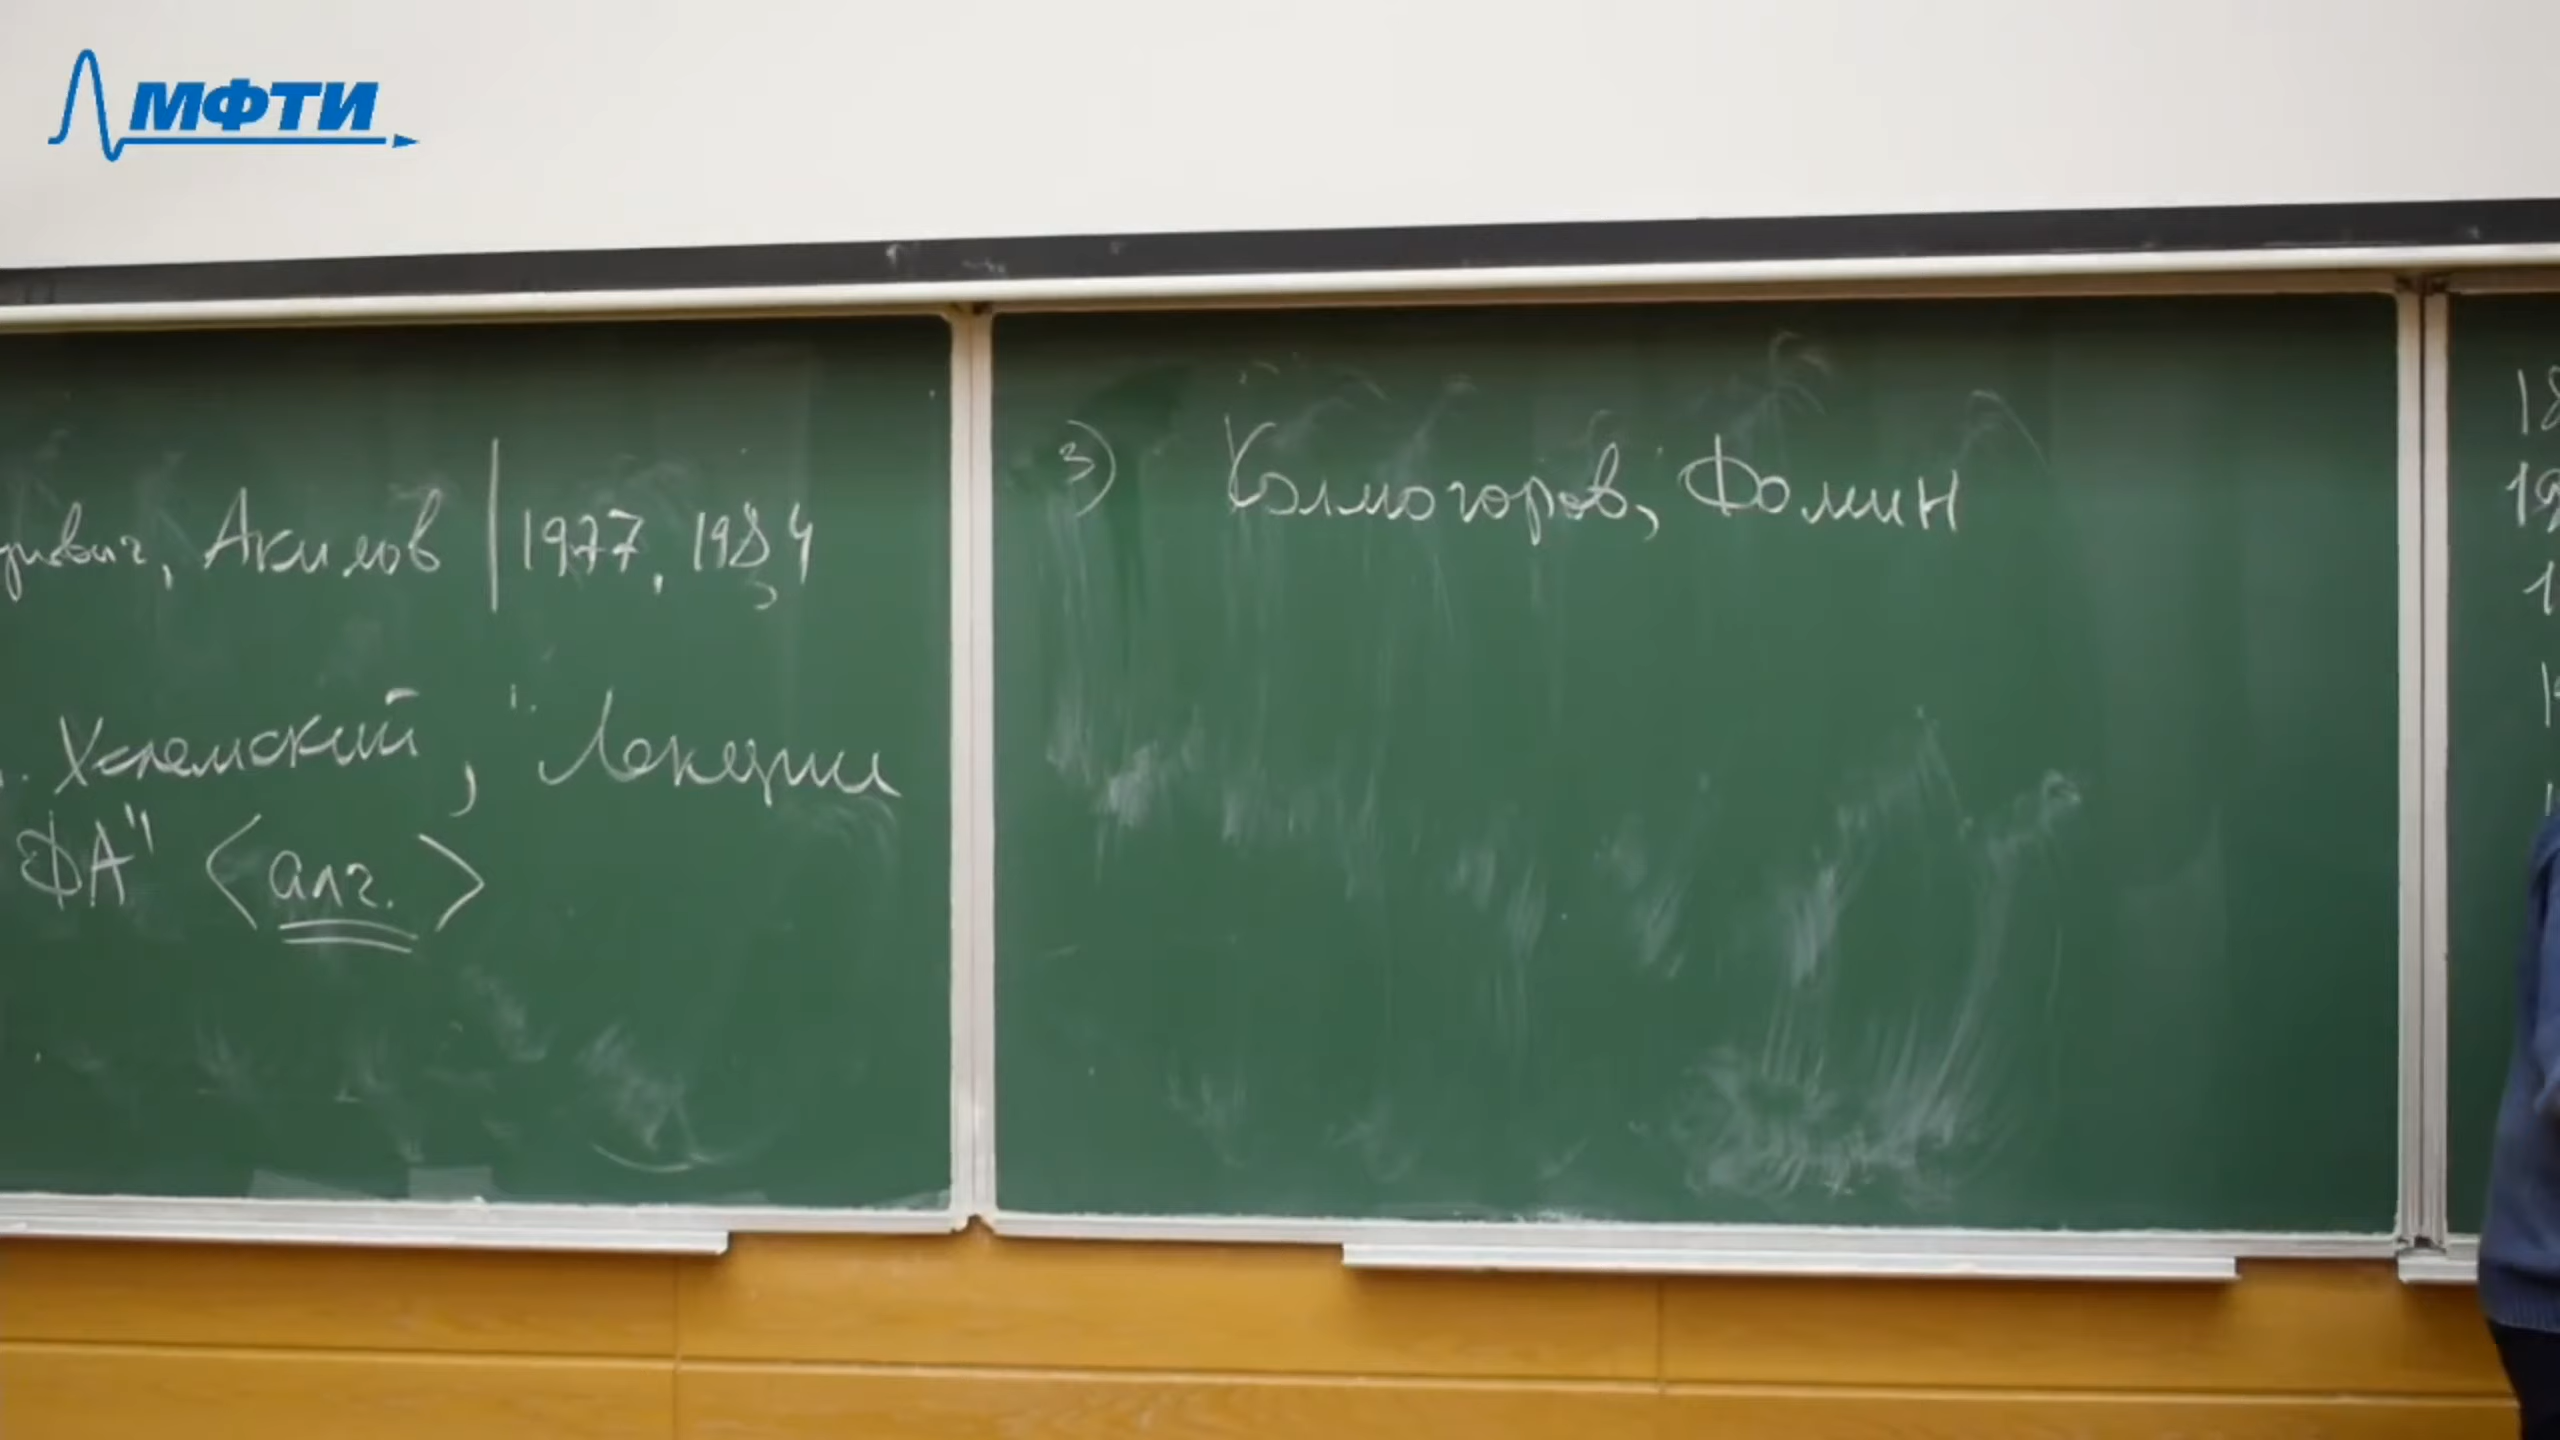 МФТИ
Акилов | 1977, 1984
Хелемский, "Лекции
ФА" <алг.>
3) Колмогоров, Фомин